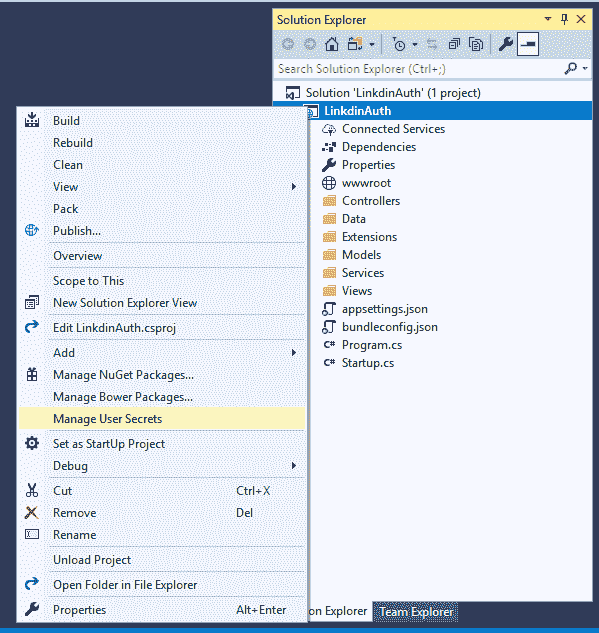 Solution Explorer
Search Solution Explorer (Ctrl+;)
Solution 'LinkdinAuth' (1 project)
LinkdinAuth
Connected Services
Dependencies
Properties
wwwroot
Controllers
Data
Extensions
Models
Services
Views
appsettings.json
bundleconfig.json
C# Program.cs
C# Startup.cs
Build
Rebuild
Clean
View
Pack
Publish...
Overview
Scope to This
New Solution Explorer View
Edit LinkdinAuth.csproj
Add
Manage NuGet Packages...
Manage Bower Packages...
Manage User Secrets
Set as StartUp Project
Debug
Cut Ctrl+X
Remove Del
Rename
Unload Project
Open Folder in File Explorer
Properties Alt+Enter
on Explorer Team Explorer